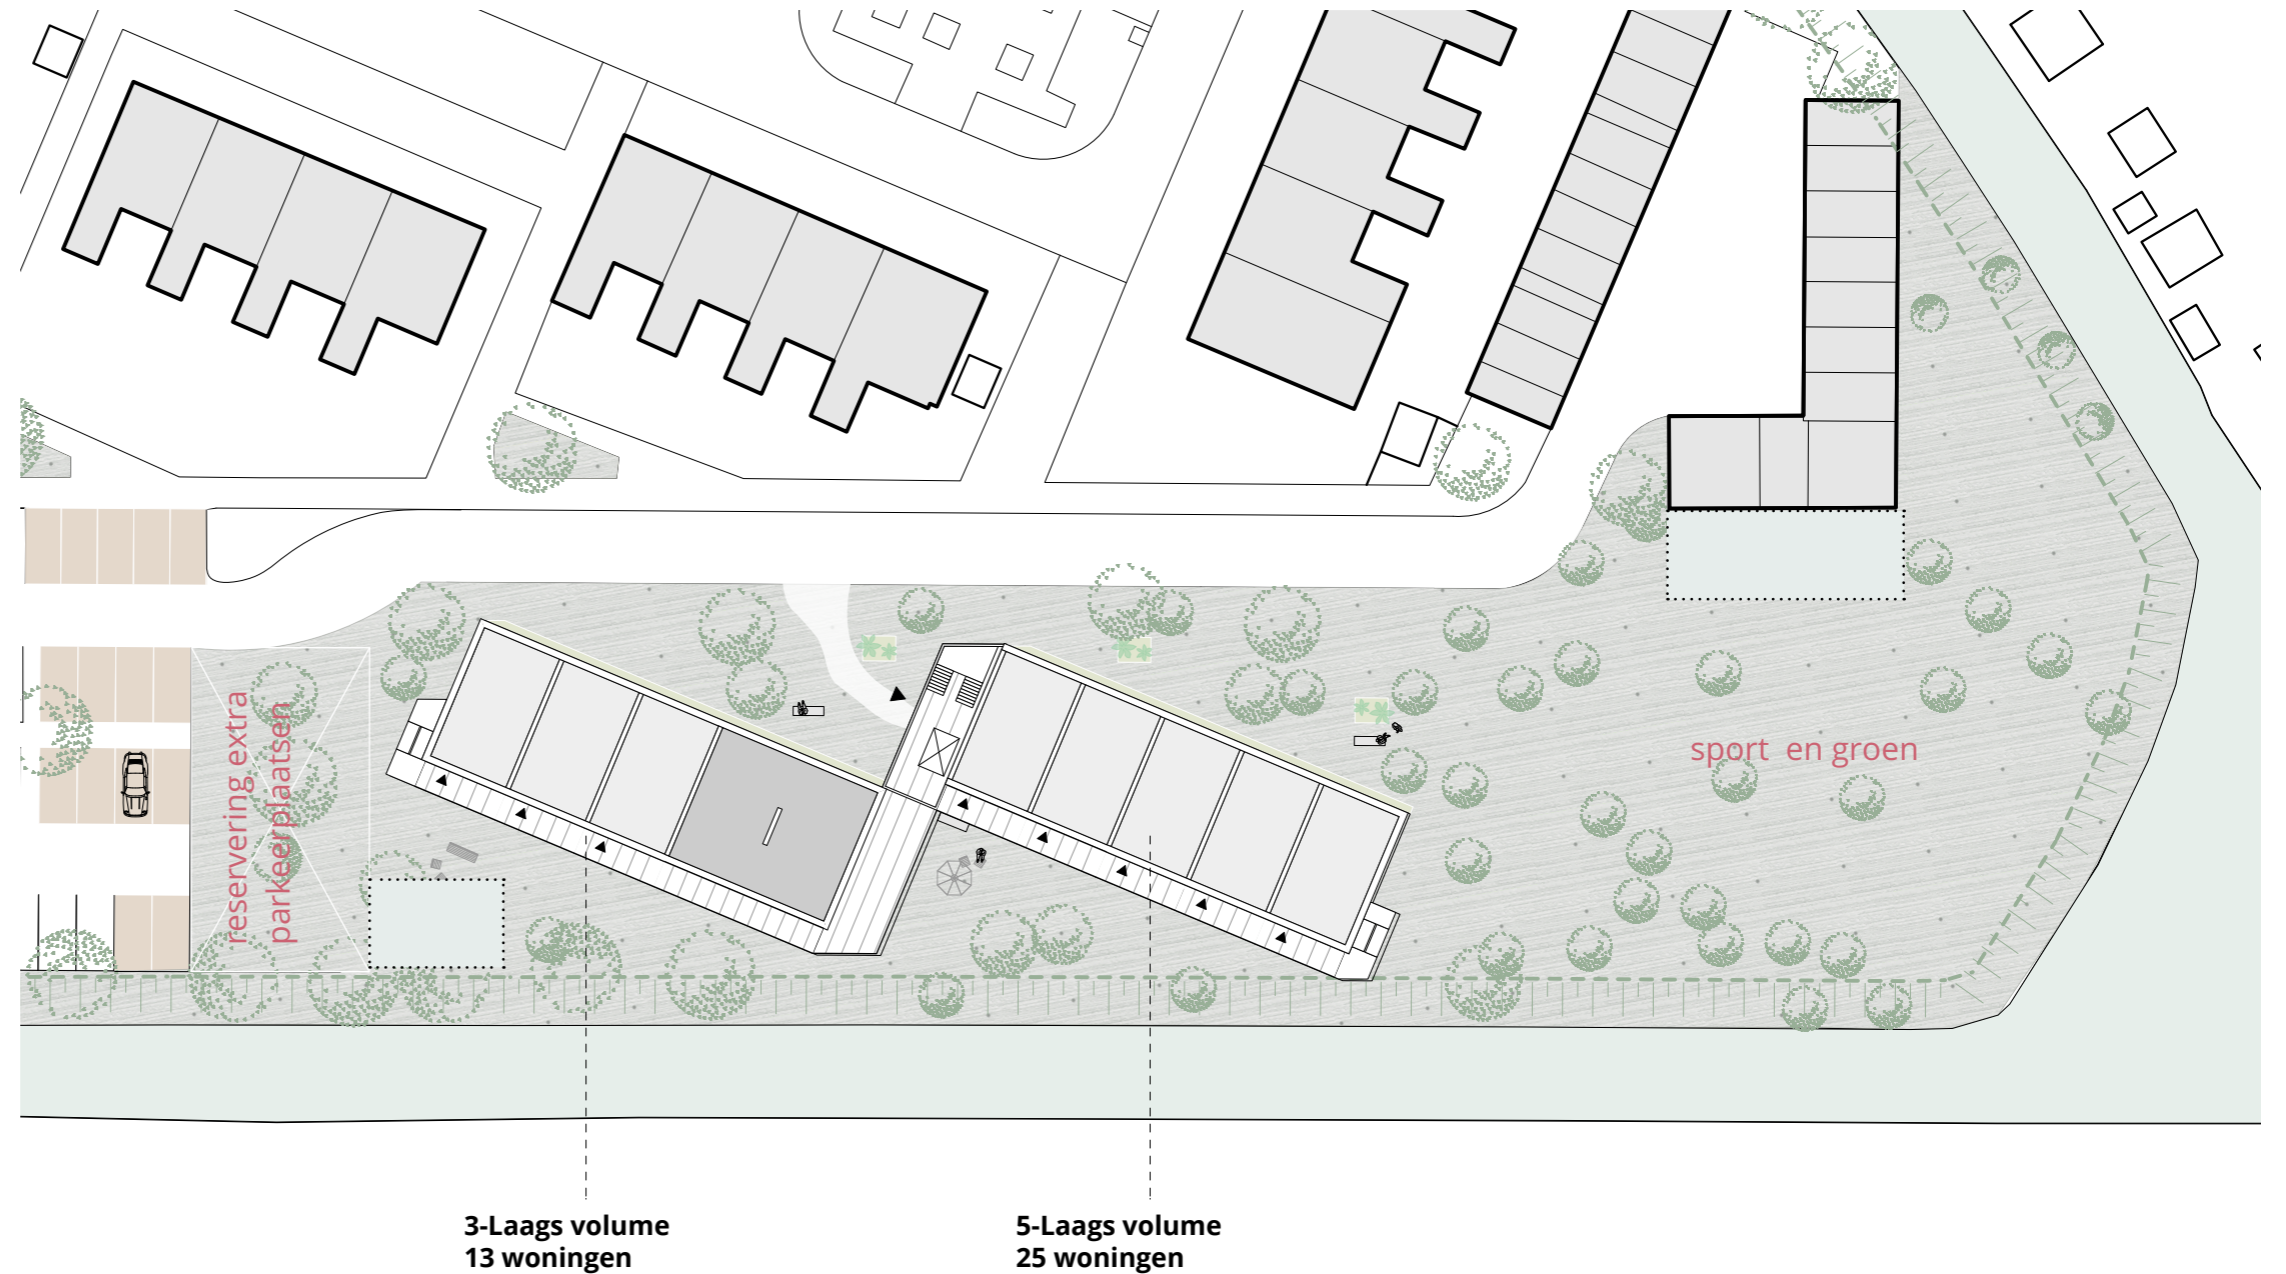 reservering extra
parkeerplaatsen
sport  en groen
3-Laags volume
13 woningen
5-Laags volume
25 woningen